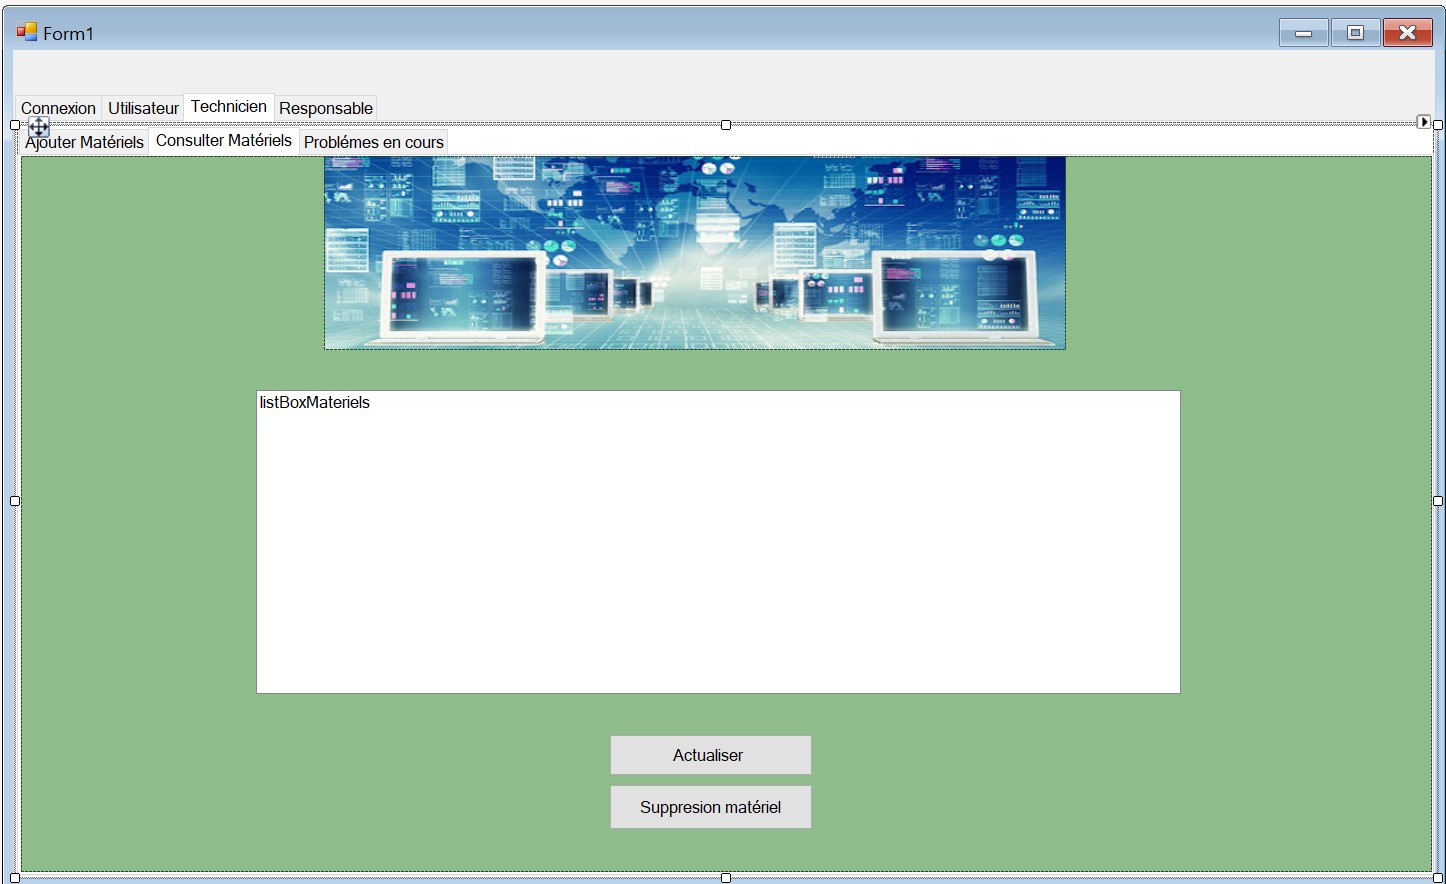 Form1
Connexion Utilisateur Technicien Responsable
Ajouter Matériels Consulter Matériels Problémes en cours
listBoxMateriels
Actualiser
Suppresion matériel